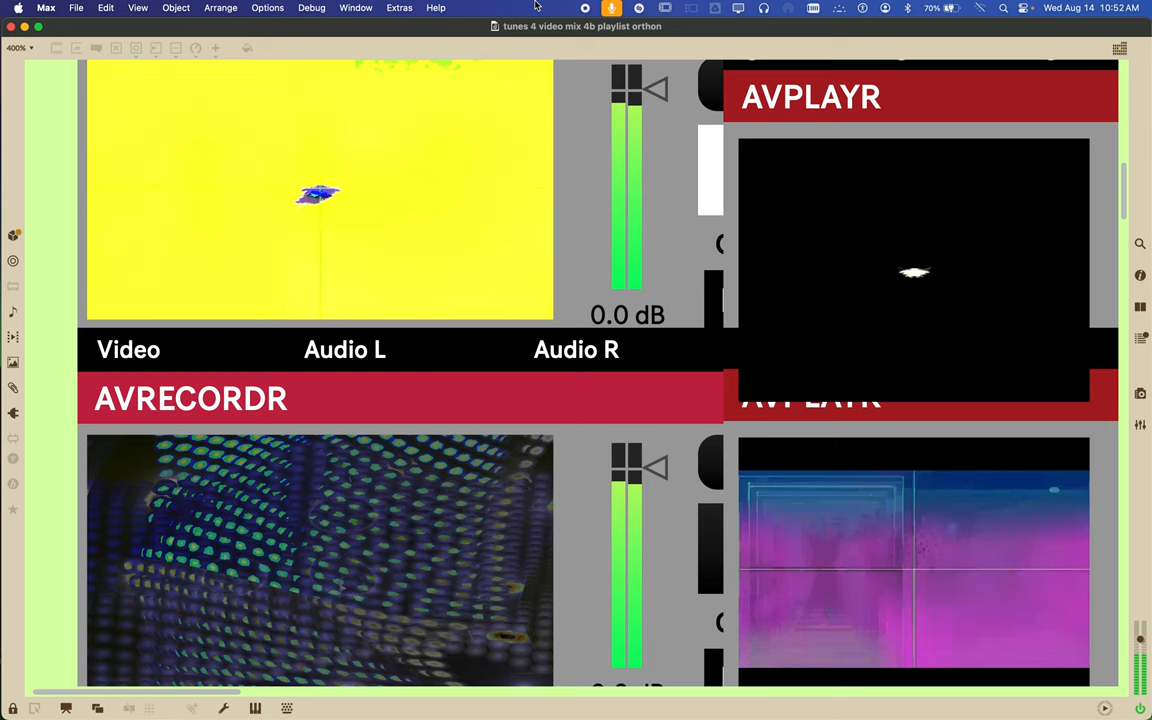 Max File Edit View Object Arrange Options Debug Window Extras Help 70% Wed Aug 14 10:52 AM
tunes 4 video mix 4b playlist orthon
400%
AVPLAYR
0.0 dB
Video Audio L Audio R
AVRECORDR